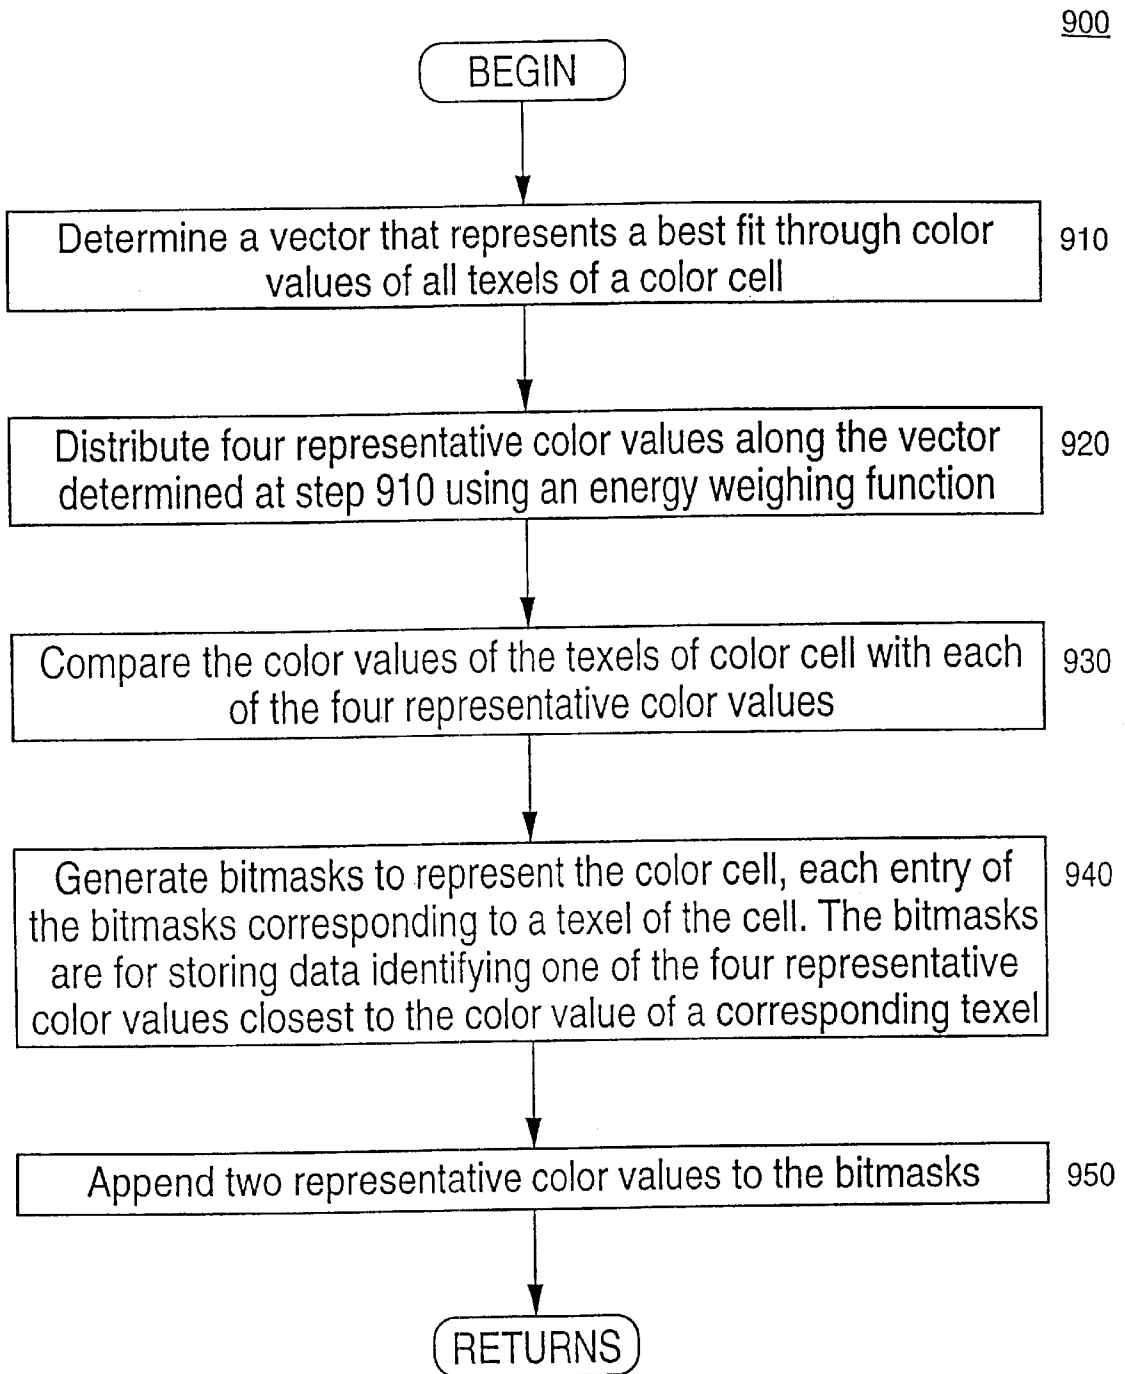 900
BEGIN
Determine a vector that represents a best fit through color
values of all texels of a color cell
910
Distribute four representative color values along the vector
determined at step 910 using an energy weighing function
920
Compare the color values of the texels of color cell with each
of the four representative color values
930
Generate bitmasks to represent the color cell, each entry of
the bitmasks corresponding to a texel of the cell. The bitmasks
are for storing data identifying one of the four representative
color values closest to the color value of a corresponding texel
940
Append two representative color values to the bitmasks
950
RETURNS